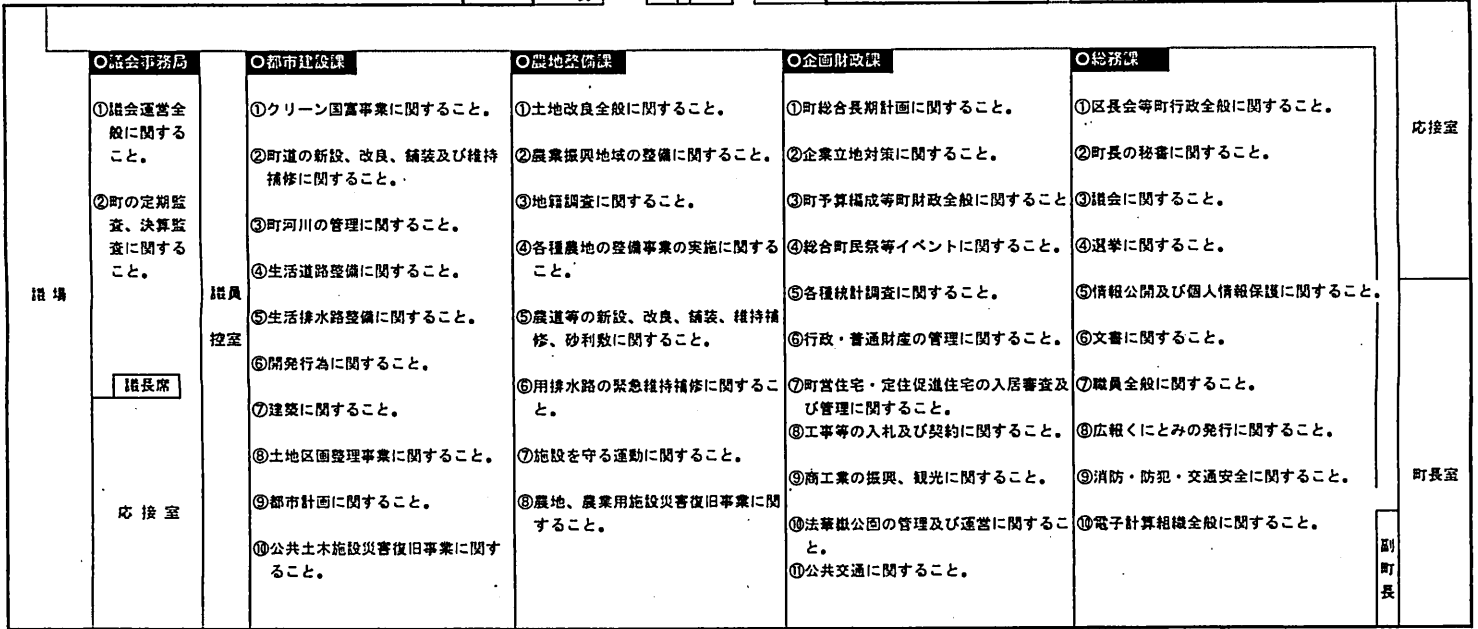 議場
議長席
応接室
〇議会事務局
①議会運営全
般に関する
こと。
②町の定期監
査、決算監
査に関する
こと。
議員
控室
〇都市建設課
①クリーン国富事業に関すること。
②町道の新設、改良、舗装及び維持
補修に関すること。
③町河川の管理に関すること。
④生活道路整備に関すること。
⑤生活排水路整備に関すること。
⑥開発行為に関すること。
⑦建築に関すること。
⑧土地区画整理事業に関すること。
⑨都市計画に関すること。
⑩公共土木施設災害復旧事業に関す
ること。
〇農地整備課
①土地改良全般に関すること。
②農業振興地域の整備に関すること。
③地籍調査に関すること。
④各種農地の整備事業の実施に関する
こと。
⑤農道等の新設、改良、舗装、維持補
修、砂利敷に関すること。
⑥用排水路の緊急維持補修に関するこ
と。
⑦施設を守る運動に関すること。
⑧農地、農業用施設災害復旧事業に関
すること。
〇企画財政課
①町総合長期計画に関すること。
②企業立地対策に関すること。
③町予算編成等町財政全般に関すること
④総合町民祭等イベントに関すること。
⑤各種統計調査に関すること。
⑥行政・普通財産の管理に関すること。
⑦町営住宅・定住促進住宅の入居審査及
び管理に関すること。
⑧工事等の入札及び契約に関すること。
⑨商工業の振興、観光に関すること。
⑩法華嶽公園の管理及び運営に関するこ
と。
⑪公共交通に関すること。
〇総務課
①区長会等町行政全般に関すること。
②町長の秘書に関すること。
③議会に関すること。
④選挙に関すること。
⑤情報公開及び個人情報保護に関すること。
⑥文書に関すること。
⑦職員全般に関すること。
⑧広報くにとみの発行に関すること。
⑨消防・防犯・交通安全に関すること。
⑩電子計算組織全般に関すること。
副町長
応接室
町長室